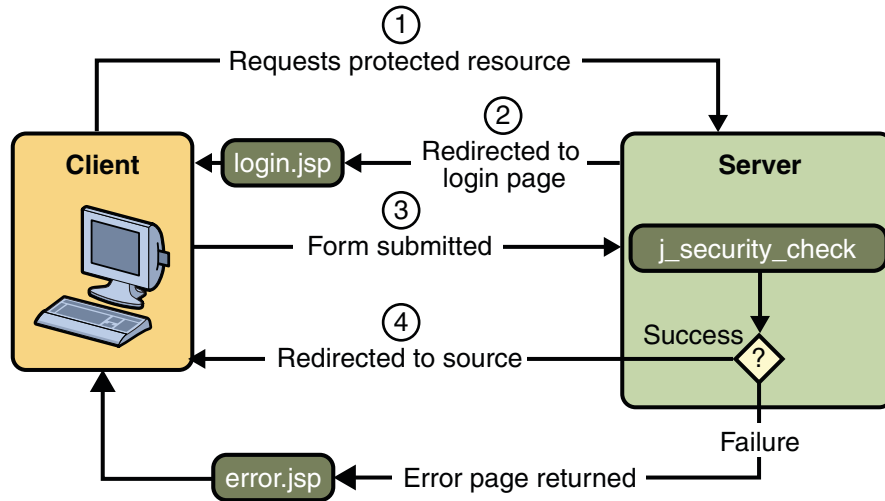 1
Requests protected resource
2
Client
login.jsp
Redirected to
login page
Server
3
Form submitted
j_security_check
4
Redirected to source
Success
?
Failure
error.jsp
Error page returned